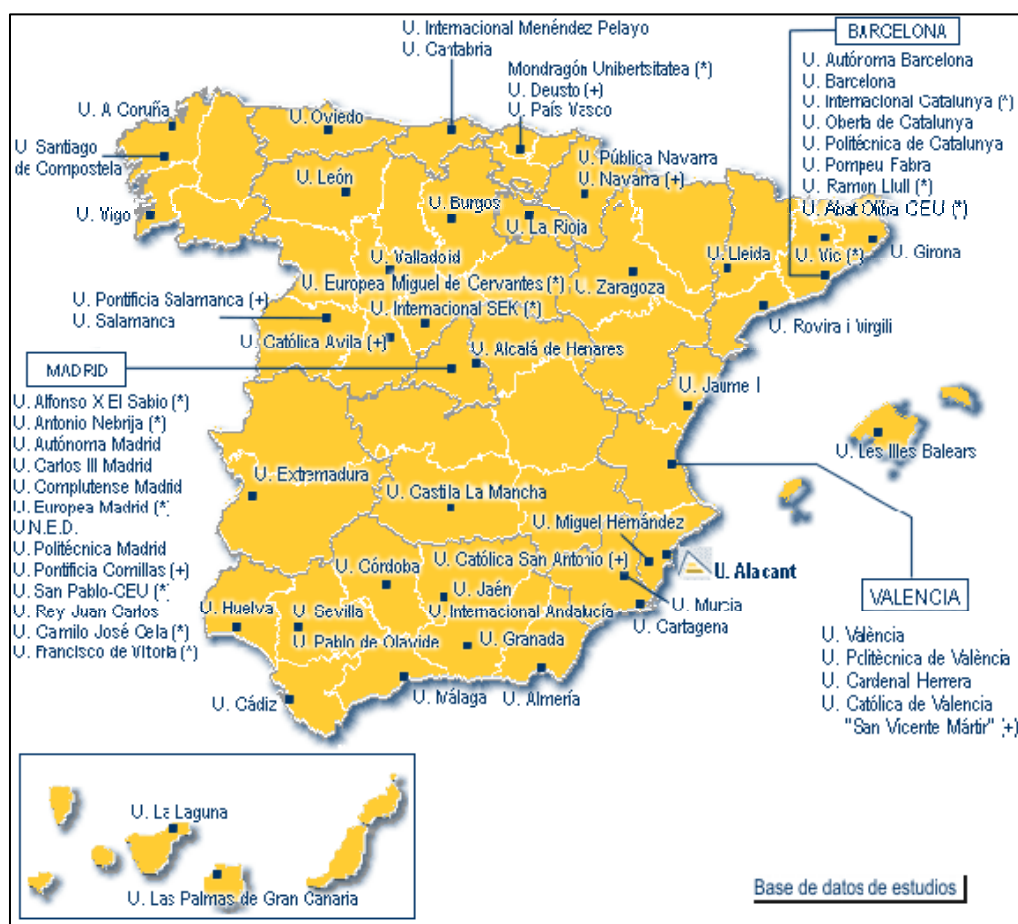 U. Internacional Menéndez Pelayo
U. Cantabria
BARCELONA
U. Autóroma Barcelona
U. Barcelona
U. Internacional Catalunya (*)
U. Oberta de Catalunya
U. Politécnica de Catalunya
U. Pompeu Fabra
U. Ramon Llull (*)
U. Abat Oliba CEU (*)
Mondragón Unibertsitatea (*)
U. Deusto (+)
U. País Vasco
U. A Coruña
U. Oviedo
U. Santiago
de Compostela
U. Pública Navarra
U. Navarra (+)
U. León
U. Vigo
U. Burgos
U. La Rioja
U. Vic (*)
U. Girona
U. Lleida
U. Valladoid
U. Europea Miguel de Cervantes (*)
U. Zaragoza
U. Pontificia Salamanca (+)
U. Salamanca
U. Internacional SEK (*)
U. Rovira i Virgili
U. Católica Avila (+)
U. Alcalá de Henares
MADRID
U. Alfonso X El Sabio (*)
U. Antonio Nebrija (*)
U. Autónoma Madrid
U. Carlos III Madrid
U. Complutense Madrid
U. Europea Madrid (*)
U.N.E.D.
U. Politécnica Madrid
U. Pontificia Comillas (+)
U. San Pablo-CEU (*)
U. Rey Juan Carlos
U. Camilo José Cela (*)
U. Francisco de Vitoria (*)
U. Jaume I
U. Les Illes Balears
U. Extremadura
U. Castila La Mancha
U. Miguel Hernández
U. Católica San Antonio (+)
U. Alacant
U. Córdoba
U. Jaén
U. Murcia
U. Cartagena
U. Huelva
U. Sevilla
U. Internacional Andalucía
U. Pablo de Olavide
U. Granada
U. Cádiz
U. Málaga
U. Almería
VALENCIA
U. València
U. Politècnica de València
U. Cardenal Herrera
U. Católica de Valencia
"San Vicente Mártir" (+)
U. La Laguna
U. Las Palmas de Gran Canaria
Base de datos de estudios